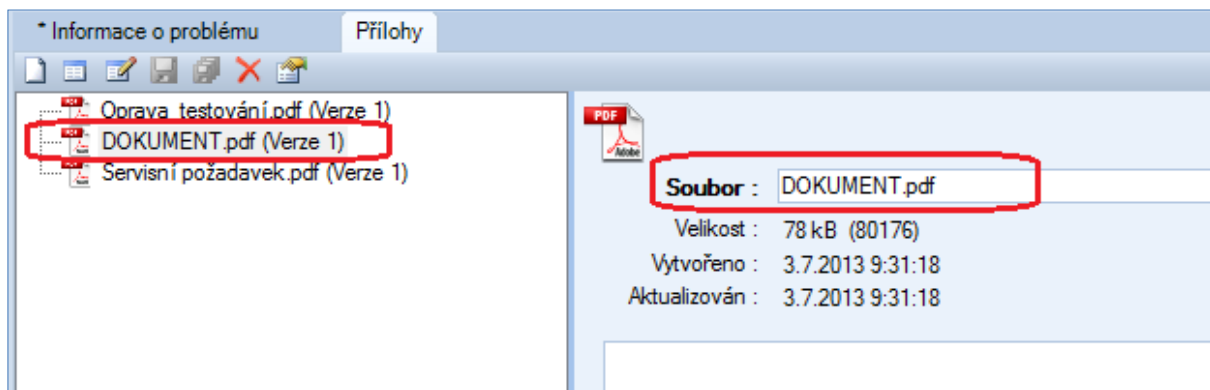 * Informace o problému
Přílohy
Oprava_testování.pdf (Verze 1)
DOKUMENT.pdf (Verze 1)
Servisní požadavek.pdf (Verze 1)
PDF
Adobe
Soubor : DOKUMENT.pdf
Velikost : 78 kB (80176)
Vytvořeno : 3.7.2013 9:31:18
Aktualizován : 3.7.2013 9:31:18